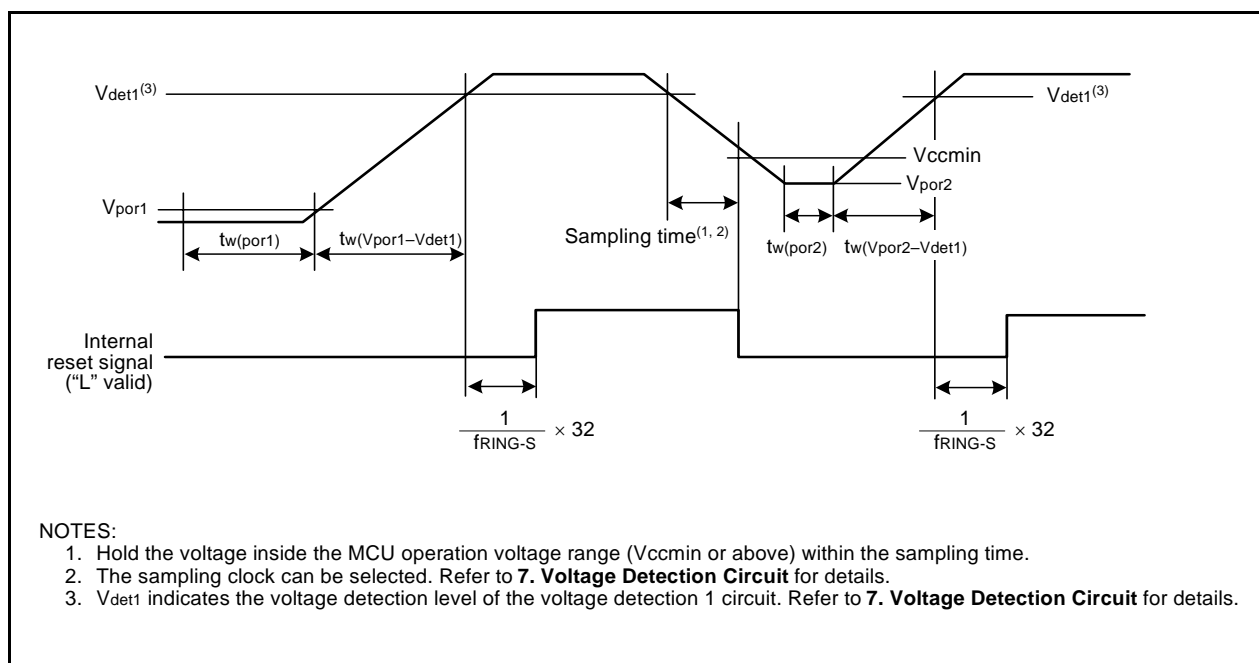 Vdet1(3)
Vdet1(3)
Vccmin
Vpor1
Vpor2
tw(por1)
tw(Vpor1–Vdet1)
Sampling time(1, 2)
tw(por2)
tw(Vpor2–Vdet1)
Internal
reset signal
(“L” valid)
1
fRING-S
× 32
1
fRING-S
× 32
NOTES:
1. Hold the voltage inside the MCU operation voltage range (Vccmin or above) within the sampling time.
2. The sampling clock can be selected. Refer to 7. Voltage Detection Circuit for details.
3. Vdet1 indicates the voltage detection level of the voltage detection 1 circuit. Refer to 7. Voltage Detection Circuit for details.